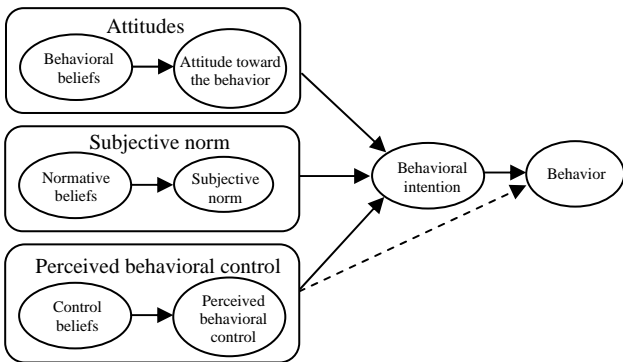 Attitudes
Behavioral
beliefs
Attitude toward
the behavior
Subjective norm
Normative
beliefs
Subjective
norm
Behavioral
intention
Behavior
Perceived behavioral control
Control
beliefs
Perceived
behavioral
control